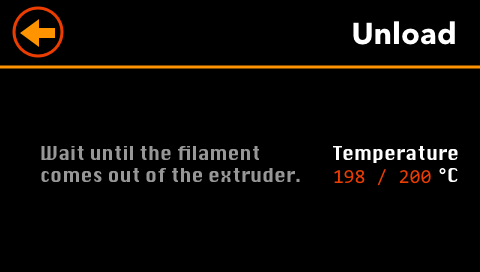 Unload
Wait until the filament
comes out of the extruder.
Temperature
198 / 200 °C